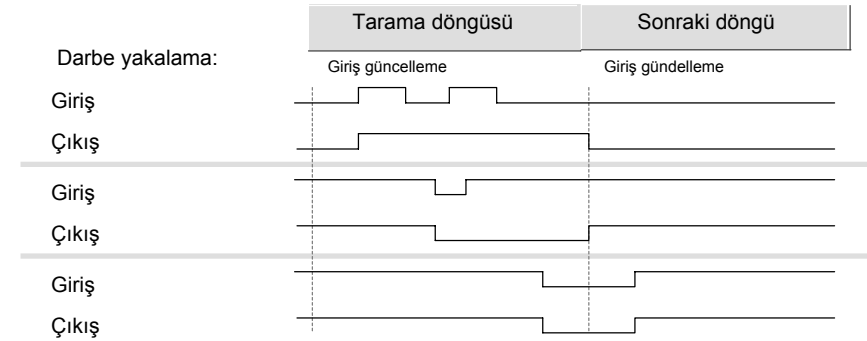 Tarama döngüsü Sonraki döngü
Darbe yakalama:
Giriş güncelleme Giriş gündelleme
Giriş
Çıkış
Giriş
Çıkış
Giriş
Çıkış